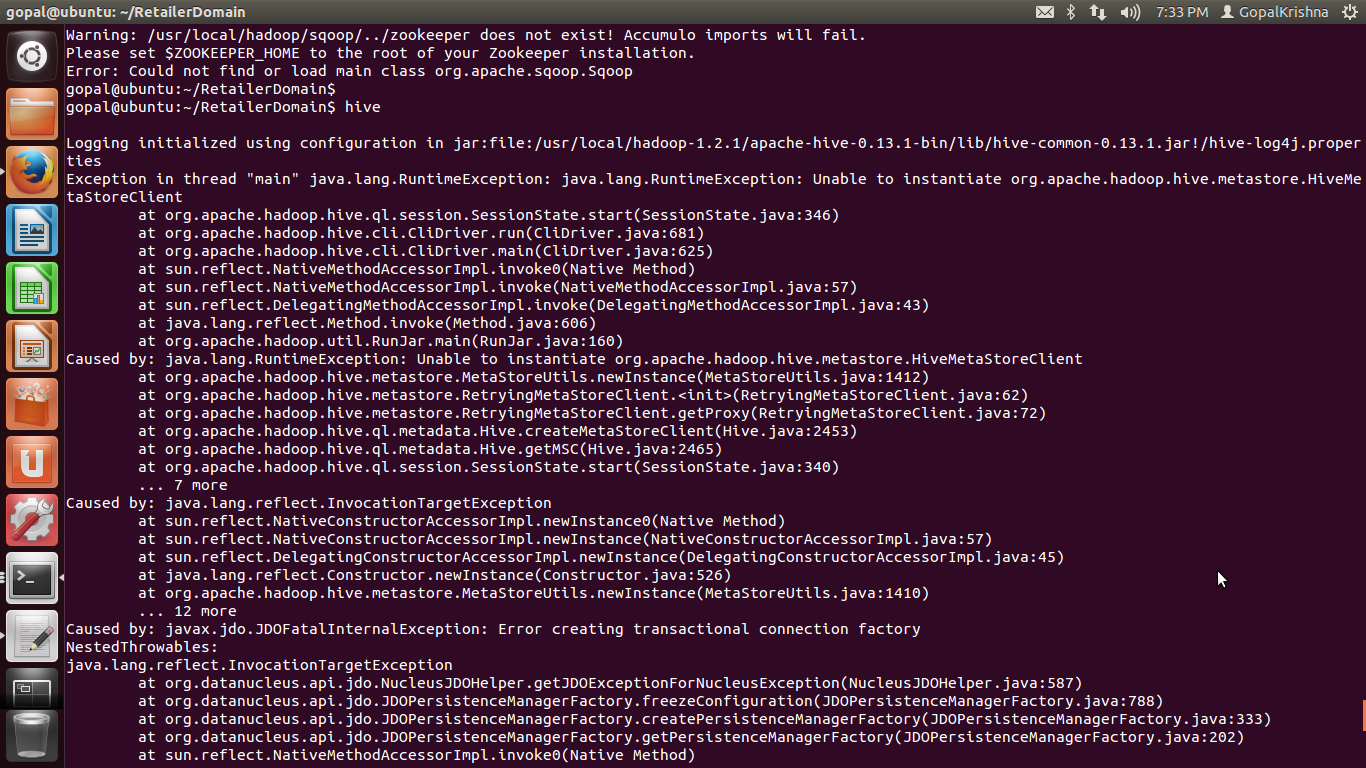 gopal@ubuntu: ~/RetailerDomain
7:33 PM
GopalKrishna
Warning: /usr/local/hadoop/sqoop/../zookeeper does not exist! Accumulo imports will fail.
Please set $ZOOKEEPER_HOME to the root of your Zookeeper installation.
Error: Could not find or load main class org.apache.sqoop.Sqoop
gopal@ubuntu:~/RetailerDomain$
gopal@ubuntu:~/RetailerDomain$ hive
Logging initialized using configuration in jar:file:/usr/local/hadoop-1.2.1/apache-hive-0.13.1-bin/lib/hive-common-0.13.1.jar!/hive-log4j.proper
ties
Exception in thread "main" java.lang.RuntimeException: java.lang.RuntimeException: Unable to instantiate org.apache.hadoop.hive.metastore.HiveMe
taStoreClient
at org.apache.hadoop.hive.ql.session.SessionState.start(SessionState.java:346)
at org.apache.hadoop.hive.cli.CliDriver.run(CliDriver.java:681)
at org.apache.hadoop.hive.cli.CliDriver.main(CliDriver.java:625)
at sun.reflect.NativeMethodAccessorImpl.invoke0(Native Method)
at sun.reflect.NativeMethodAccessorImpl.invoke(NativeMethodAccessorImpl.java:57)
at sun.reflect.DelegatingMethodAccessorImpl.invoke(DelegatingMethodAccessorImpl.java:43)
at java.lang.reflect.Method.invoke(Method.java:606)
at org.apache.hadoop.util.RunJar.main(RunJar.java:160)
Caused by: java.lang.RuntimeException: Unable to instantiate org.apache.hadoop.hive.metastore.HiveMetaStoreClient
at org.apache.hadoop.hive.metastore.MetaStoreUtils.newInstance(MetaStoreUtils.java:1412)
at org.apache.hadoop.hive.metastore.RetryingMetaStoreClient.<init>(RetryingMetaStoreClient.java:62)
at org.apache.hadoop.hive.metastore.RetryingMetaStoreClient.getProxy(RetryingMetaStoreClient.java:72)
at org.apache.hadoop.hive.ql.metadata.Hive.createMetaStoreClient(Hive.java:2453)
at org.apache.hadoop.hive.ql.metadata.Hive.getMSC(Hive.java:2465)
at org.apache.hadoop.hive.ql.session.SessionState.start(SessionState.java:340)
... 7 more
Caused by: java.lang.reflect.InvocationTargetException
at sun.reflect.NativeConstructorAccessorImpl.newInstance0(Native Method)
at sun.reflect.NativeConstructorAccessorImpl.newInstance(NativeConstructorAccessorImpl.java:57)
at sun.reflect.DelegatingConstructorAccessorImpl.newInstance(DelegatingConstructorAccessorImpl.java:45)
at java.lang.reflect.Constructor.newInstance(Constructor.java:526)
at org.apache.hadoop.hive.metastore.MetaStoreUtils.newInstance(MetaStoreUtils.java:1410)
... 12 more
Caused by: javax.jdo.JDOFatalInternalException: Error creating transactional connection factory
NestedThrowables:
java.lang.reflect.InvocationTargetException
at org.datanucleus.api.jdo.NucleusJDOHelper.getJDOExceptionForNucleusException(NucleusJDOHelper.java:587)
at org.datanucleus.api.jdo.JDOPersistenceManagerFactory.freezeConfiguration(JDOPersistenceManagerFactory.java:788)
at org.datanucleus.api.jdo.JDOPersistenceManagerFactory.createPersistenceManagerFactory(JDOPersistenceManagerFactory.java:333)
at org.datanucleus.api.jdo.JDOPersistenceManagerFactory.getPersistenceManagerFactory(JDOPersistenceManagerFactory.java:202)
at sun.reflect.NativeMethodAccessorImpl.invoke0(Native Method)